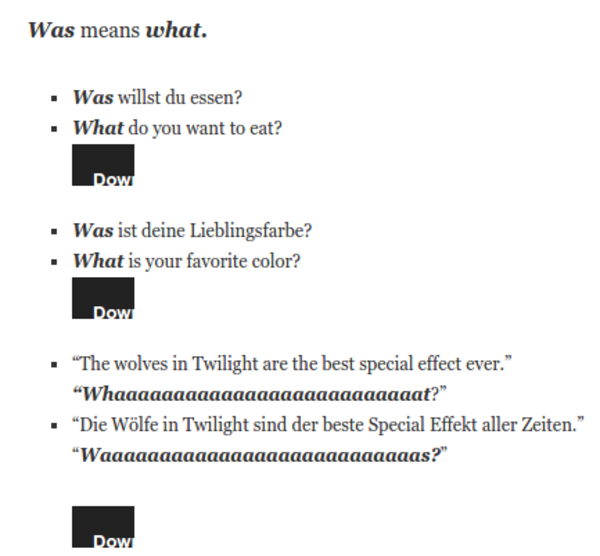 Was means what.
Was willst du essen?
What do you want to eat?
Dow
Was ist deine Lieblingsfarbe?
What is your favorite color?
Dow
“The wolves in Twilight are the best special effect ever.”
“Whaaaaaaaaaaaaaaaaaaaaaaaaaat?”
“Die Wölfe in Twilight sind der beste Special Effekt aller Zeiten.”
“Waaaaaaaaaaaaaaaaaaaaaaaaaaas?”
Dow